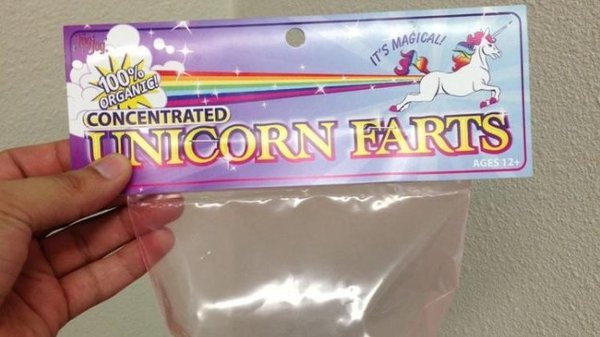 IT'S MAGICAL!
100%
ORGANIC!
CONCENTRATED
UNICORN FARTS
AGES 12+